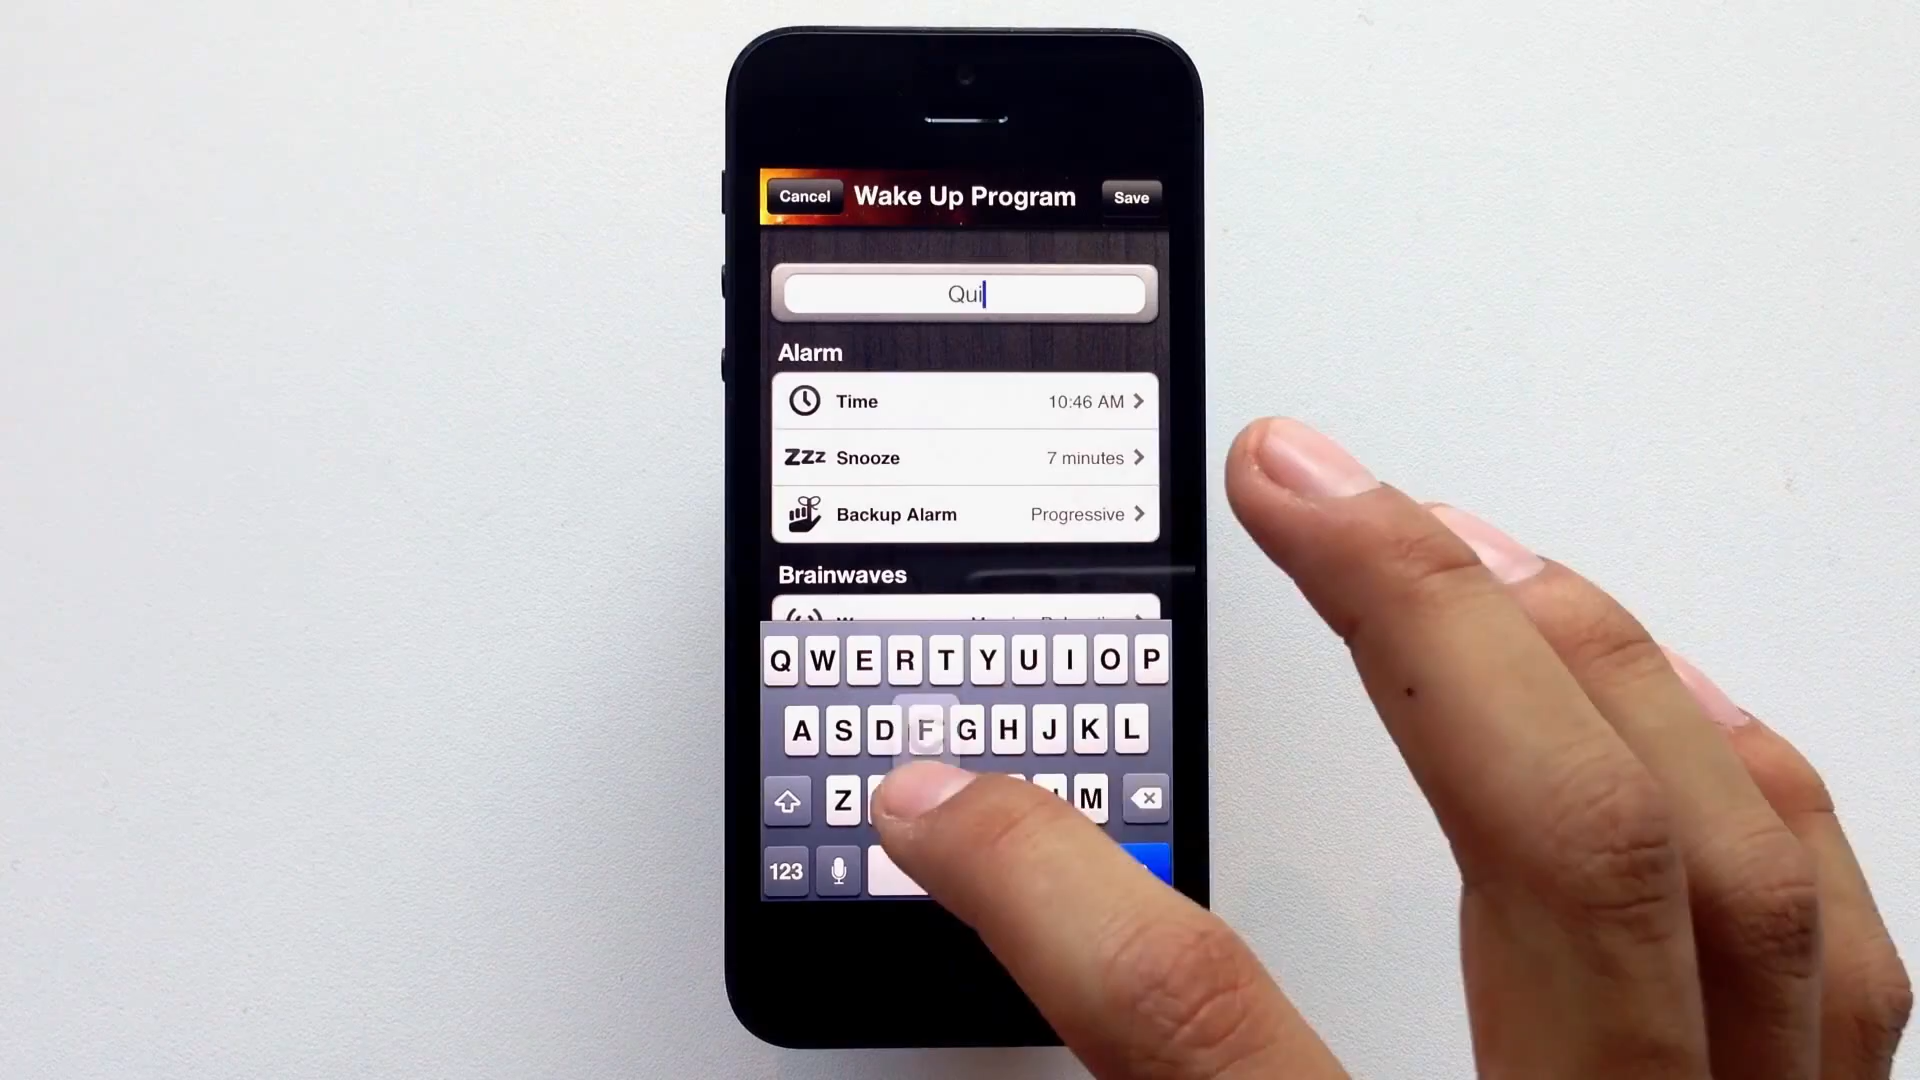 Cancel Wake Up Program Save
Qui
Alarm
Time 10:46 AM
Zzz Snooze 7 minutes
Backup Alarm Progressive
Brainwaves
Q W E R T Y U I O P
A S D F G H J K L
Z M
123